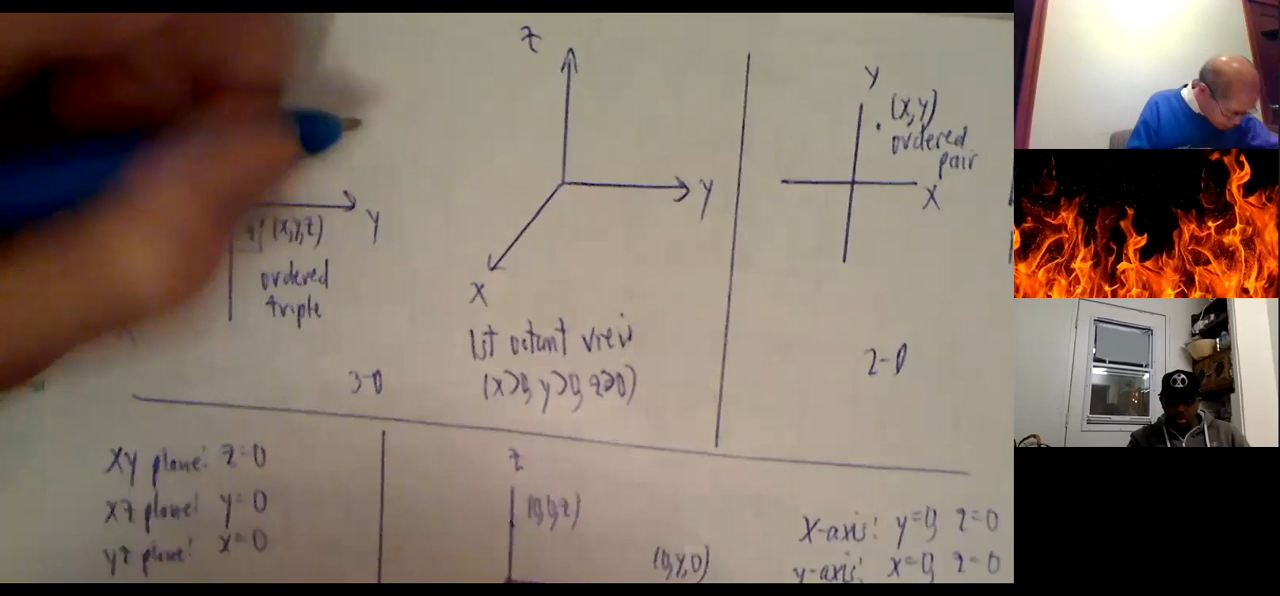 Z
Y
(x,y,z)
ordered
triple
3-D
Z
Y
X
1st octant view
(x>0, y>0, z>0)
Y
(x,y)
ordered
pair
X
2-D
xy plane: z=0
xz plane: y=0
yz plane: x=0
z
(0,0,z)
(0,y,0)
X-axis: y=0, z=0
y-axis: x=0, z=0